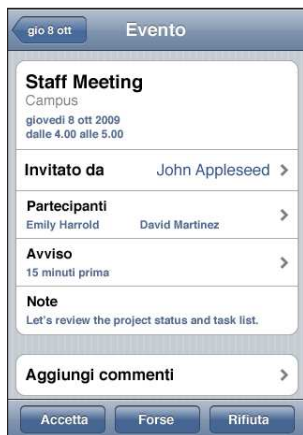 gio 8 ott Evento
Staff Meeting
Campus
giovedì 8 ott 2009
dalle 4.00 alle 5.00
Invitato da John Appleseed
Partecipanti
Emily Harrold David Martinez
Avviso
15 minuti prima
Note
Let's review the project status and task list.
Aggiungi commenti
Accetta Forse Rifiuta